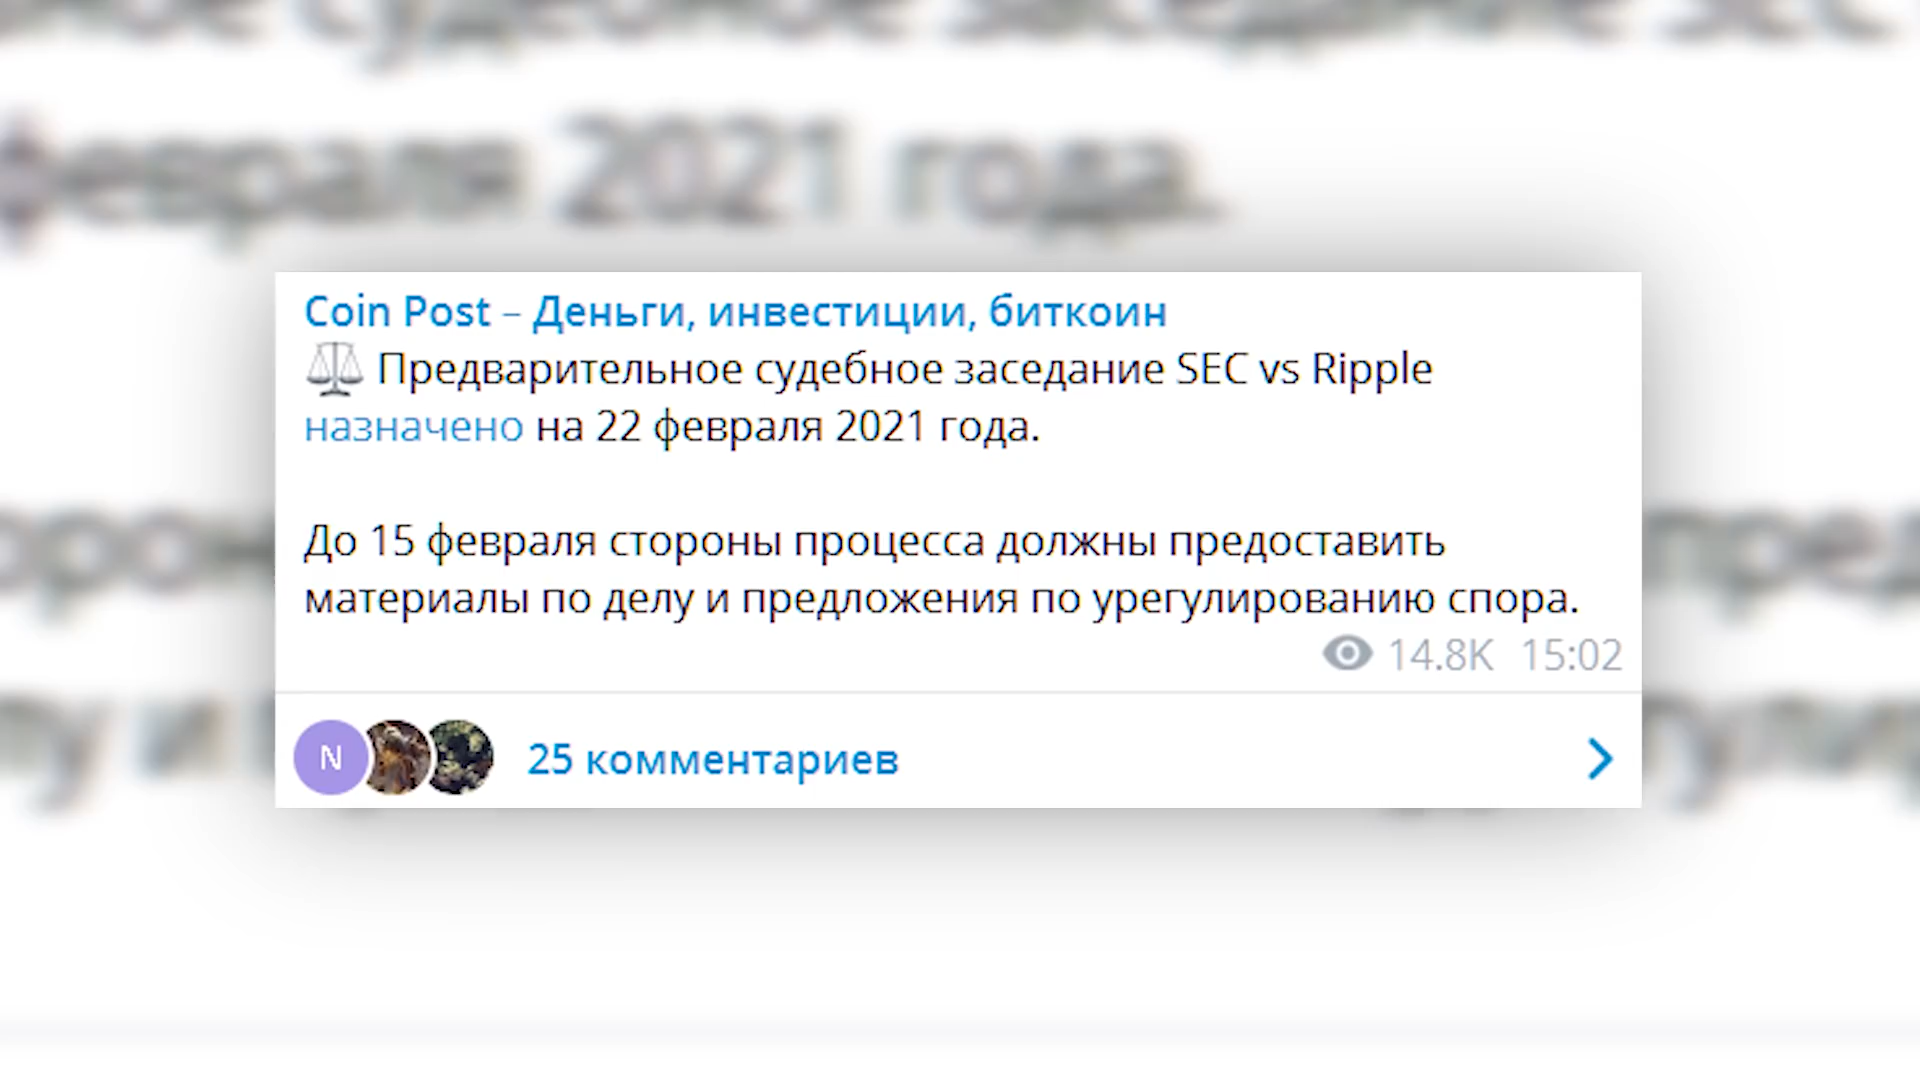 Coin Post – Деньги, инвестиции, биткоин
⚖ Предварительное судебное заседание SEC vs Ripple
назначено на 22 февраля 2021 года.
До 15 февраля стороны процесса должны предоставить
материалы по делу и предложения по урегулированию спора.
14.8K 15:02
N 25 комментариев